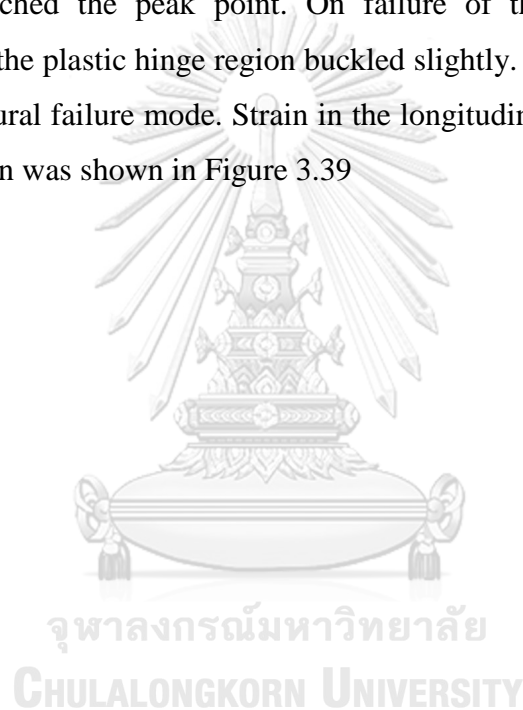 ched the peak point. On failure of th
the plastic hinge region buckled slightly.
ural failure mode. Strain in the longitudin
n was shown in Figure 3.39
จุฬาลงกรณ์มหาวิทยาลัย
CHULALONGKORN UNIVERSITY